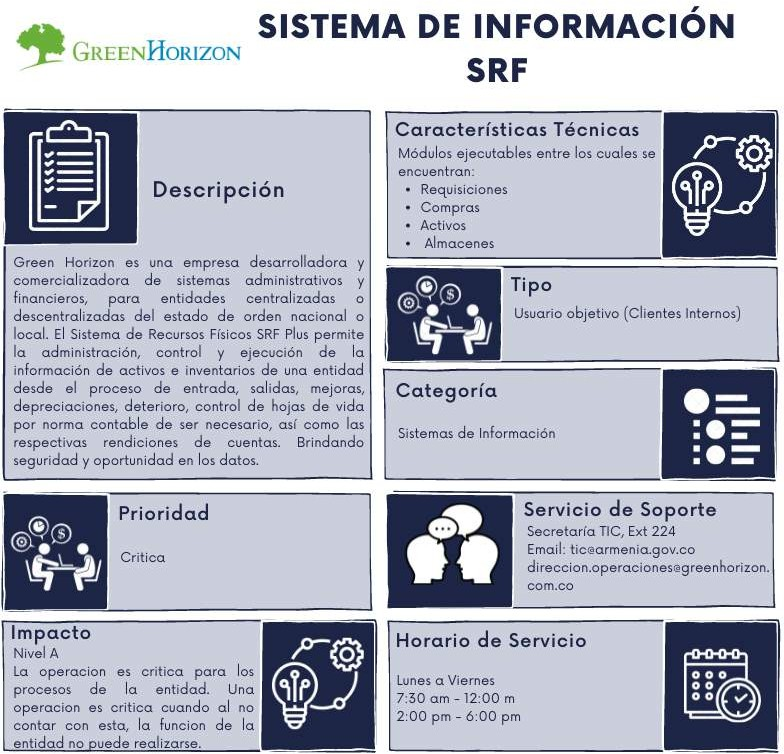 GREENHORIZON
SISTEMA DE INFORMACIÓN
SRF
Descripción
Green Horizon es una empresa desarrolladora y
comercializadora de sistemas administrativos y
financieros, para entidades centralizadas o
descentralizadas del estado de orden nacional o
local. El Sistema de Recursos Físicos SRF Plus permite
la administración, control y ejecución de la
información de activos e inventarios de una entidad
desde el proceso de entrada, salidas, mejoras,
depreciaciones, deterioro, control de hojas de vida
por norma contable de ser necesario, así como las
respectivas rendiciones de cuentas. Brindando
seguridad y oportunidad en los datos.
Características Técnicas
Módulos ejecutables entre los cuales se
encuentran:
• Requisiciones
• Compras
• Activos
• Almacenes
Tipo
Usuario objetivo (Clientes Internos)
Categoría
Sistemas de Información
Prioridad
Critica
Servicio de Soporte
Secretaría TIC, Ext 224
Email: tic@armenia.gov.co
direccion.operaciones@greenhorizon.
com.co
Impacto
Nivel A
La operacion es critica para los
procesos de la entidad. Una
operacion es critica cuando al no
contar con esta, la funcion de la
entidad no puede realizarse.
Horario de Servicio
Lunes a Viernes
7:30 am - 12:00 m
2:00 pm - 6:00 pm